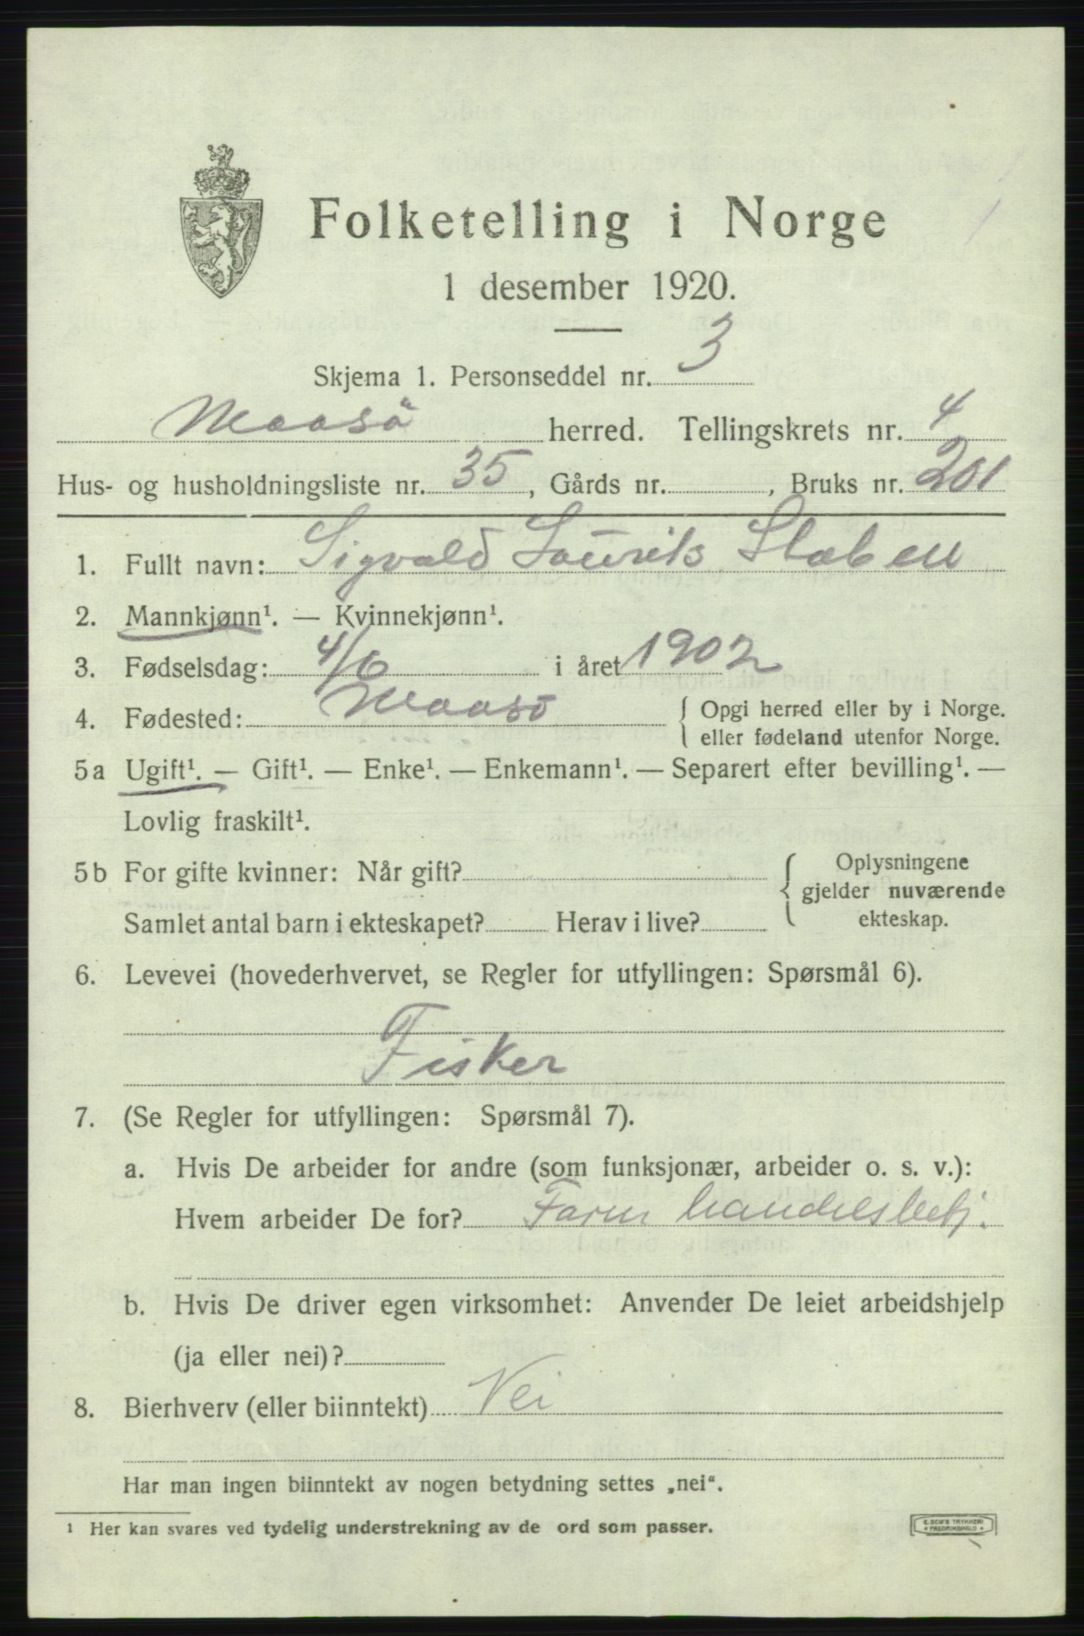 Folketelling i Norge
1 desember 1920.
Skjema 1. Personseddel nr. 3
Maasö herred. Tellingskrets nr. 4
Hus- og husholdningsliste nr. 35, Gårds nr. , Bruks nr. 201
1. Fullt navn: Sigvald Laurits Staben
2. Mannkjønn¹. — Kvinnekjønn¹.
3. Fødselsdag: 4/6 i året 1902
4. Fødested: Maasö { Opgi herred eller by i Norge.
eller fødeland utenfor Norge.
5a Ugift¹. — Gift¹. — Enke¹. — Enkemann¹. — Separert efter bevilling¹. —
Lovlig fraskilt¹.
5b For gifte kvinner: Når gift? { Oplysningene
gjelder nuværende
Samlet antal barn i ekteskapet? Herav i live? ekteskap.
6. Levevei (hovederhvervet, se Regler for utfyllingen: Spørsmål 6).
Fisker
7. (Se Regler for utfyllingen: Spørsmål 7).
a. Hvis De arbeider for andre (som funksjonær, arbeider o. s. v.):
Hvem arbeider De for? handelsbetj.
b. Hvis De driver egen virksomhet: Anvender De leiet arbeidshjelp
(ja eller nei)?
8. Bierhverv (eller biinntekt) Nei
Har man ingen biinntekt av nogen betydning settes „nei“.
¹ Her kan svares ved tydelig understrekning av de ord som passer.